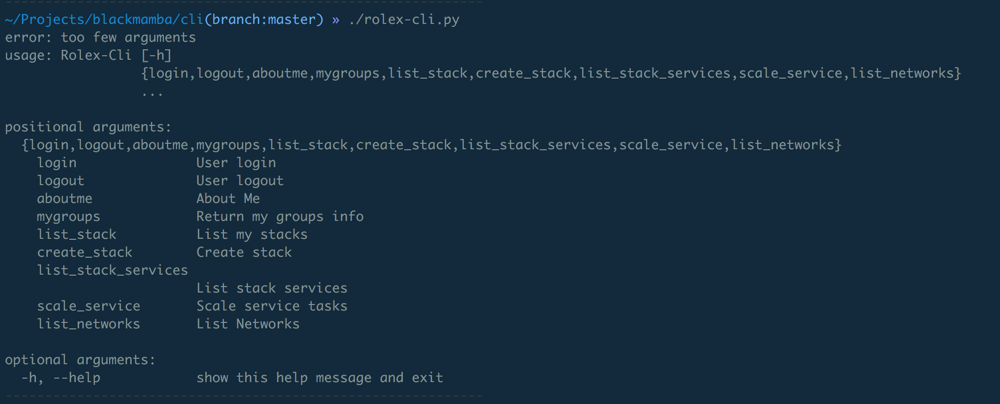 ------------------------------------------------------------
~/Projects/blackmamba/cli(branch:master) » ./rolex-cli.py
error: too few arguments
usage: Rolex-Cli [-h]
                 {login,logout,aboutme,mygroups,list_stack,create_stack,list_stack_services,scale_service,list_networks}
                 ...

positional arguments:
  {login,logout,aboutme,mygroups,list_stack,create_stack,list_stack_services,scale_service,list_networks}
    login               User login
    logout              User logout
    aboutme             About Me
    mygroups            Return my groups info
    list_stack          List my stacks
    create_stack        Create stack
    list_stack_services
                        List stack services
    scale_service       Scale service tasks
    list_networks       List Networks

optional arguments:
  -h, --help            show this help message and exit
------------------------------------------------------------